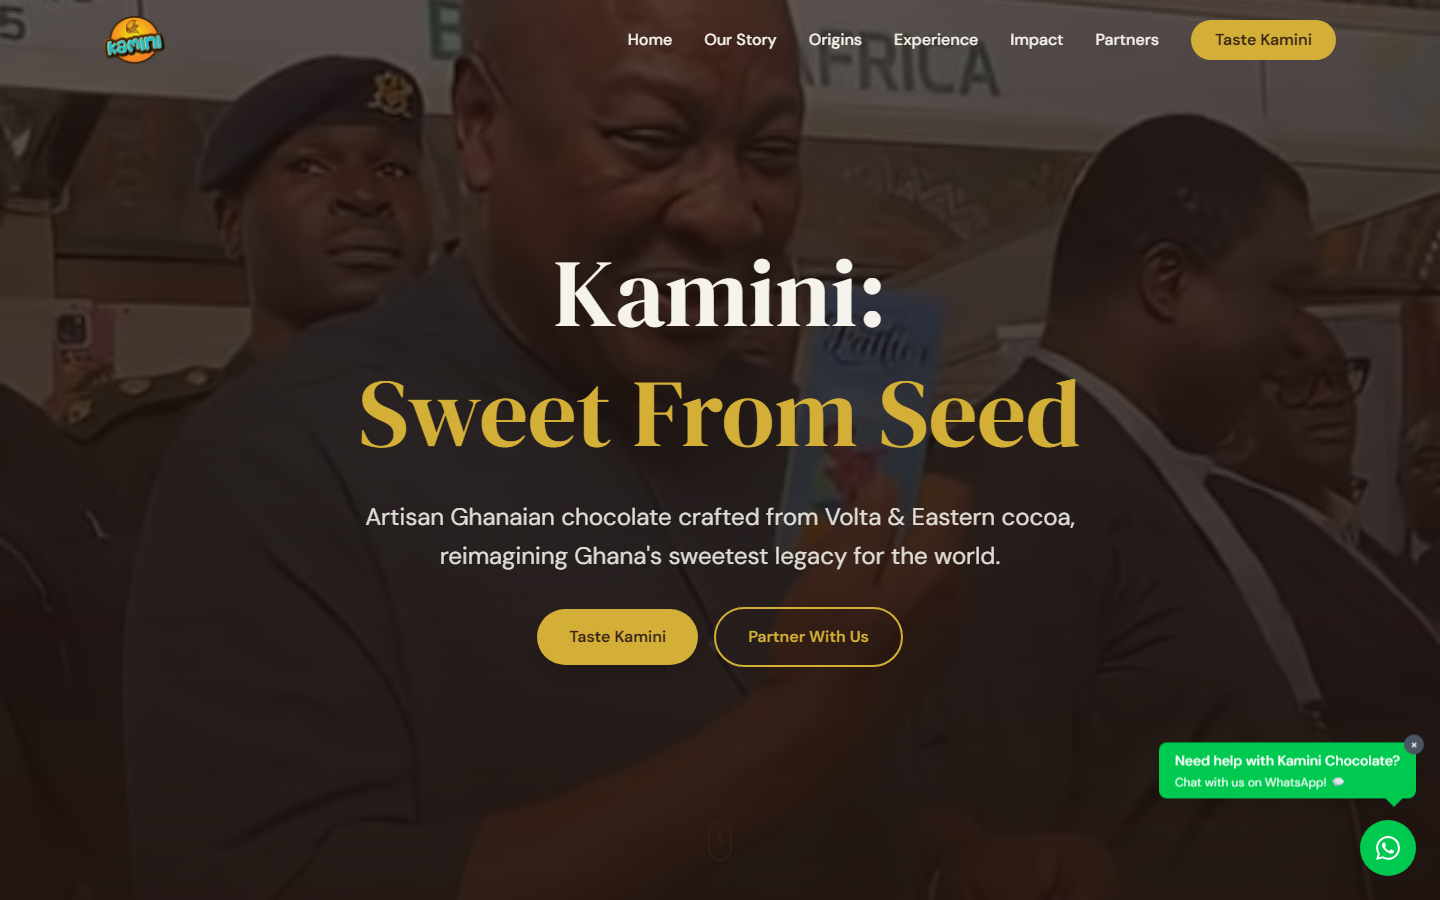 5
B
AFRICA
KAMINI
Home
Our Story
Origins
Experience
Impact
Partners
Taste Kamini
Kamini:
Sweet From Seed
Artisan Ghanaian chocolate crafted from Volta & Eastern cocoa,
reimagining Ghana's sweetest legacy for the world.
Taste Kamini
Partner With Us
Need help with Kamini Chocolate?
Chat with us on WhatsApp! 💬